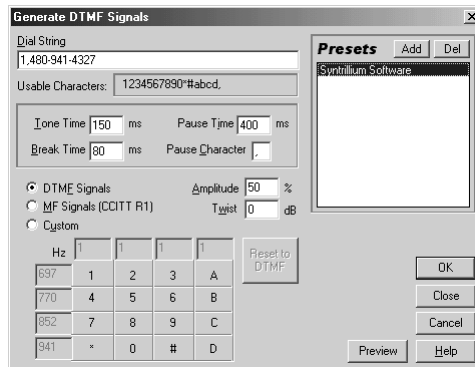 Generate DTMF Signals
Dial String
1,480-941-4327
Usable Characters: 1234567890*#abcd,
Tone Time 150 ms Pause Time 400 ms
Break Time 80 ms Pause Character ,
DTMF Signals Amplitude 50 %
MF Signals (CCITT R1) Twist 0 dB
Custom
Hz 1 1 1 1 Reset to
DTMF
697 1 2 3 A
770 4 5 6 B
852 7 8 9 C
941 * 0 # D
Presets Add Del
Syntrillium Software
OK
Close
Cancel
Preview Help